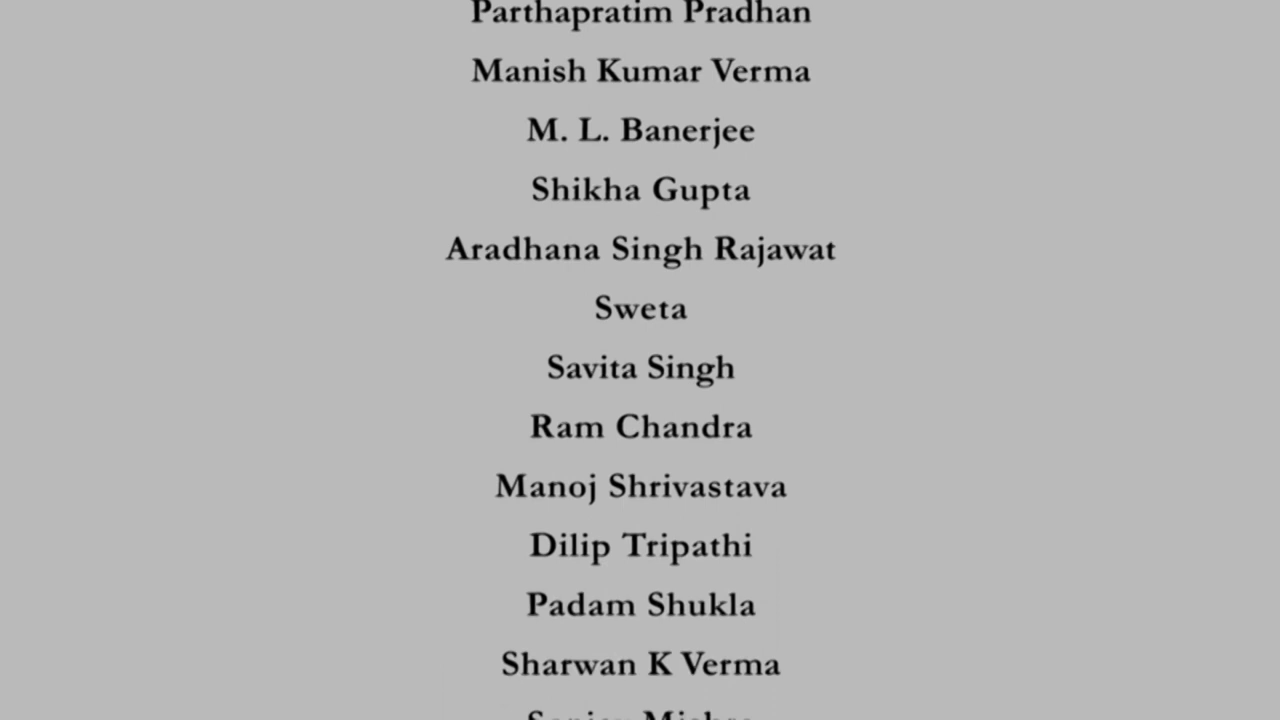 Parthapratim Pradhan
Manish Kumar Verma
M. L. Banerjee
Shikha Gupta
Aradhana Singh Rajawat
Sweta
Savita Singh
Ram Chandra
Manoj Shrivastava
Dilip Tripathi
Padam Shukla
Sharwan K Verma